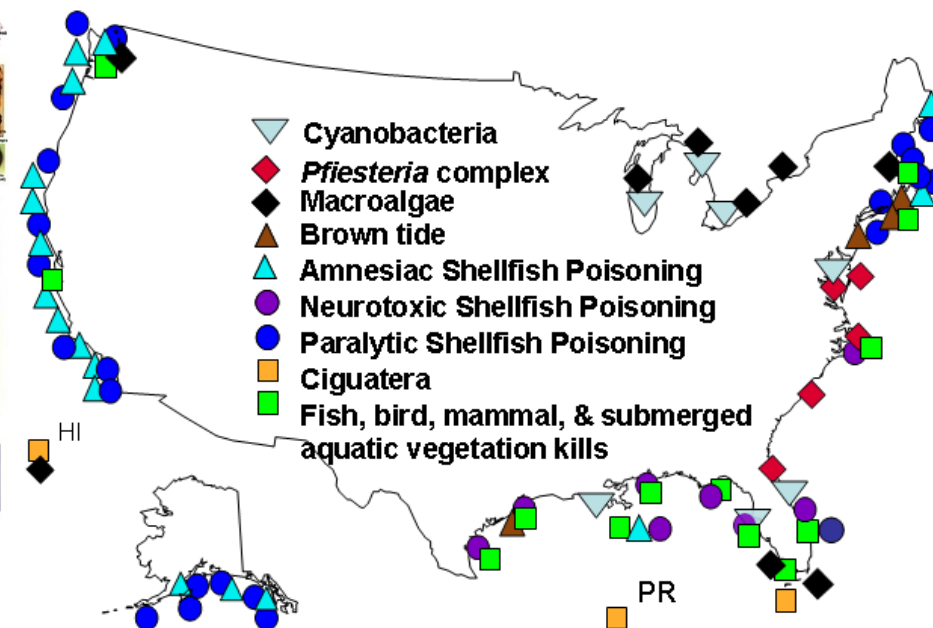 Cyanobacteria
Pfiesteria complex
Macroalgae
Brown tide
Amnesiac Shellfish Poisoning
Neurotoxic Shellfish Poisoning
Paralytic Shellfish Poisoning
Ciguatera
Fish, bird, mammal, & submerged
aquatic vegetation kills
HI
PR